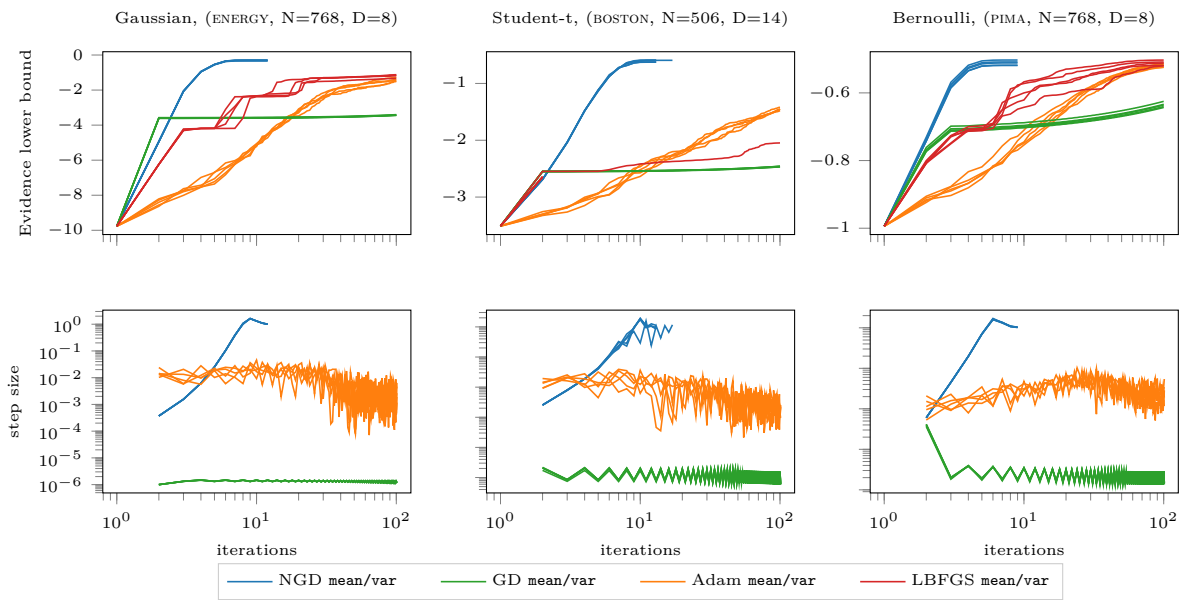 Gaussian, (ENERGY, N=768, D=8)
Student-t, (BOSTON, N=506, D=14)
Bernoulli, (PIMA, N=768, D=8)
Evidence lower bound
0
−2
−4
−6
−8
−10
−1
−2
−3
−0.6
−0.8
−1
step size
10^0
10^−1
10^−2
10^−3
10^−4
10^−5
10^−6
10^0 10^1 10^2
10^0 10^1 10^2
10^0 10^1 10^2
iterations
iterations
iterations
NGD mean/var
GD mean/var
Adam mean/var
LBFGS mean/var